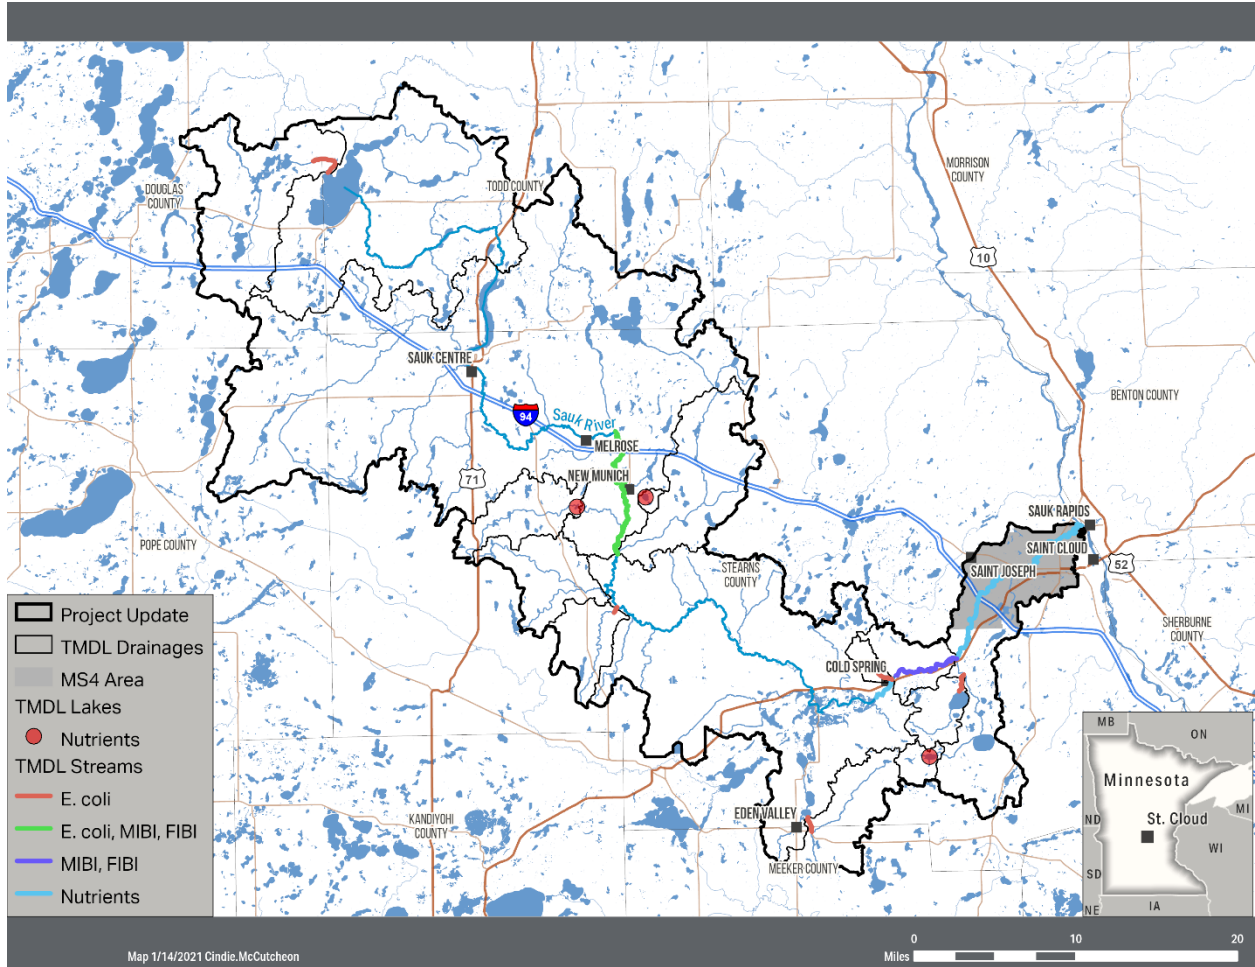 MORRISON
COUNTY
DOUGLAS
COUNTY
TODD COUNTY
10
SAUK CENTRE
94
Sauk River
BENTON COUNTY
MELROSE
71
NEW MUNICH
SAUK RAPIDS
POPE COUNTY
SAINT CLOUD
52
STEARNS
COUNTY
SAINT JOSEPH
SHERBURNE
COUNTY
COLD SPRING
KANDIYOHI
COUNTY
EDEN VALLEY
MEEKER COUNTY
Project Update
TMDL Drainages
MS4 Area
TMDL Lakes
Nutrients
TMDL Streams
E. coli
E. coli, MIBI, FIBI
MIBI, FIBI
Nutrients
MB
ON
Minnesota
MI
ND
St. Cloud
WI
SD
NE
IA
Map 1/14/2021 Cindie.McCutcheon
0 10 20
Miles